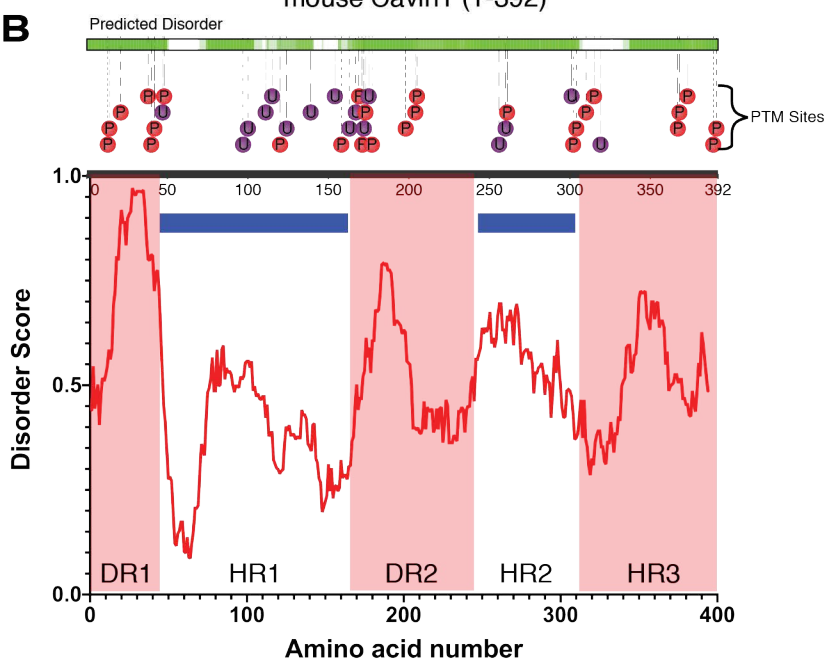 mouse Cavin1 (1-392)
B
Predicted Disorder
P P U U P U U P P P
P U U U U P P P P P
P P U U U U P U P P P
P P U P P P P U P U P
PTM Sites
1.0
0 50 100 150 200 250 300 350 392
0.5
0.0
Disorder Score
DR1 HR1 DR2 HR2 HR3
0 100 200 300 400
Amino acid number